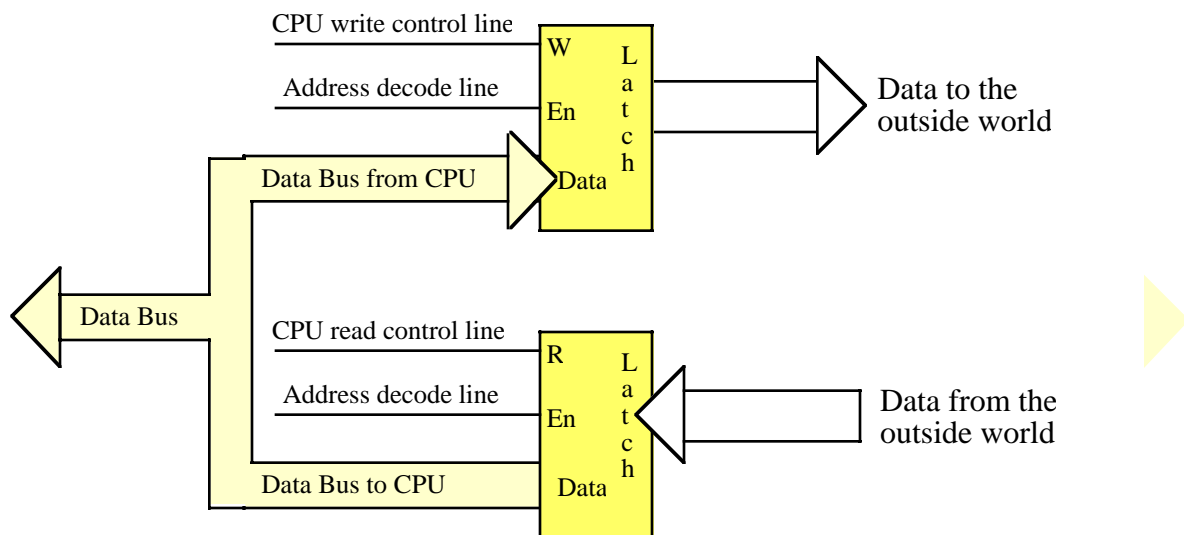 CPU write control line
W
Latch
Address decode line
En
Data to the
outside world
Data Bus from CPU
Data
Data Bus
CPU read control line
R
Latch
Address decode line
En
Data from the
outside world
Data Bus to CPU
Data